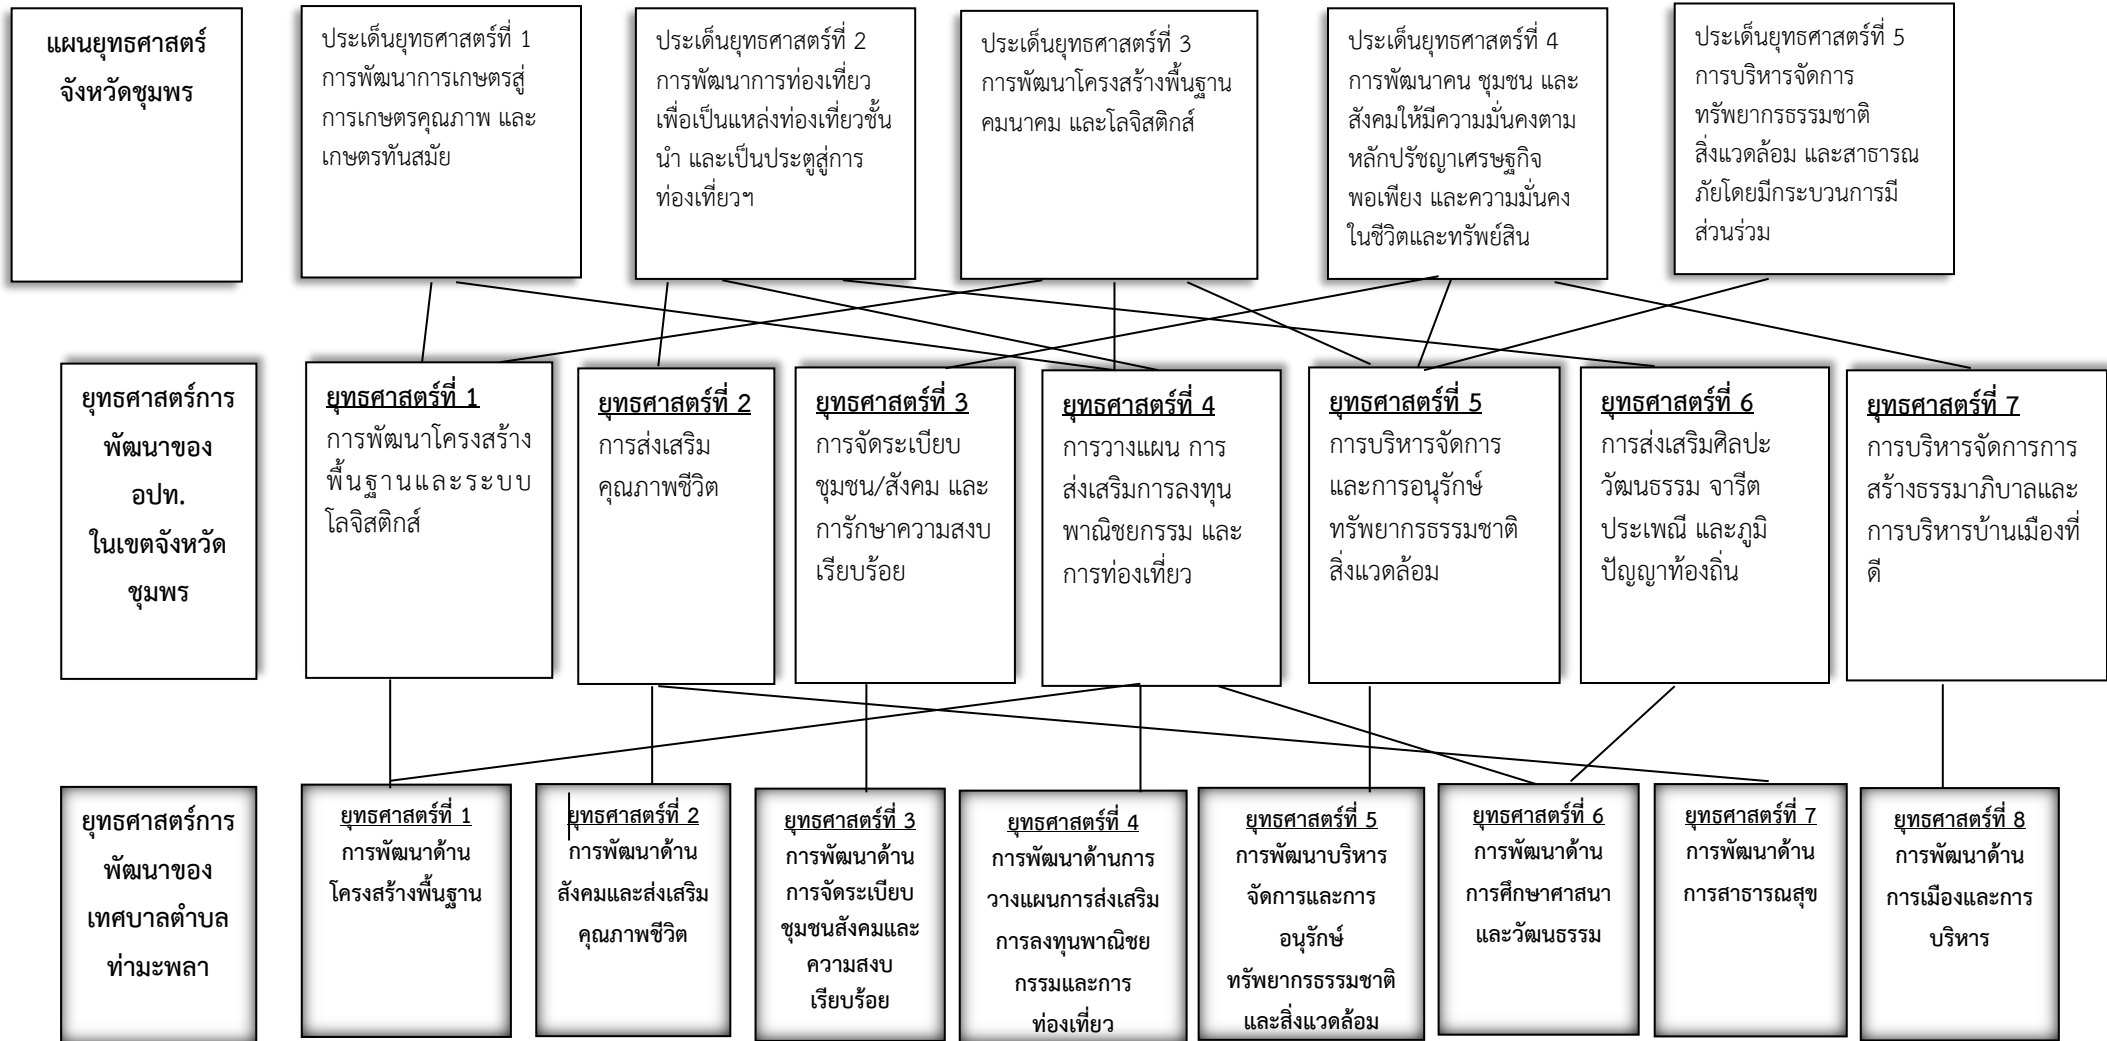 แผนยุทธศาสตร์
จังหวัดชุมพร
ประเด็นยุทธศาสตร์ที่ 1
การพัฒนาการเกษตรสู่
การเกษตรคุณภาพ และ
เกษตรทันสมัย
ประเด็นยุทธศาสตร์ที่ 2
การพัฒนาการท่องเที่ยว
เพื่อเป็นแหล่งท่องเที่ยวชั้น
นำ และเป็นประตูสู่การ
ท่องเที่ยวฯ
ประเด็นยุทธศาสตร์ที่ 3
การพัฒนาโครงสร้างพื้นฐาน
คมนาคม และโลจิสติกส์
ประเด็นยุทธศาสตร์ที่ 4
การพัฒนาคน ชุมชน และ
สังคมให้มีความมั่นคงตาม
หลักปรัชญาเศรษฐกิจ
พอเพียง และความมั่นคง
ในชีวิตและทรัพย์สิน
ประเด็นยุทธศาสตร์ที่ 5
การบริหารจัดการ
ทรัพยากรธรรมชาติ
สิ่งแวดล้อม และสาธารณ
ภัยโดยมีกระบวนการมี
ส่วนร่วม
ยุทธศาสตร์การ
พัฒนาของ
อปท.
ในเขตจังหวัด
ชุมพร
ยุทธศาสตร์ที่ 1
การพัฒนาโครงสร้าง
พื้นฐานและระบบ
โลจิสติกส์
ยุทธศาสตร์ที่ 2
การส่งเสริม
คุณภาพชีวิต
ยุทธศาสตร์ที่ 3
การจัดระเบียบ
ชุมชน/สังคม และ
การักษาความสงบ
เรียบร้อย
ยุทธศาสตร์ที่ 4
การวางแผน การ
ส่งเสริมการลงทุน
พาณิชยกรรม และ
การท่องเที่ยว
ยุทธศาสตร์ที่ 5
การบริหารจัดการ
และการอนุรักษ์
ทรัพยากรธรรมชาติ
สิ่งแวดล้อม
ยุทธศาสตร์ที่ 6
การส่งเสริมศิลปะ
วัฒนธรรม จารีต
ประเพณี และภูมิ
ปัญญาท้องถิ่น
ยุทธศาสตร์ที่ 7
การบริหารจัดการการ
สร้างธรรมาภิบาลและ
การบริหารบ้านเมืองที่
ดี
ยุทธศาสตร์การ
พัฒนาของ
เทศบาลตำบล
ท่ามะพลา
ยุทธศาสตร์ที่ 1
การพัฒนาด้าน
โครงสร้างพื้นฐาน
ยุทธศาสตร์ที่ 2
การพัฒนาด้าน
สังคมและส่งเสริม
คุณภาพชีวิต
ยุทธศาสตร์ที่ 3
การพัฒนาด้าน
การจัดระเบียบ
ชุมชนสังคมและ
ความสงบ
เรียบร้อย
ยุทธศาสตร์ที่ 4
การพัฒนาด้านการ
วางแผนการส่งเสริม
การลงทุนพาณิชย
กรรมและการ
ท่องเที่ยว
ยุทธศาสตร์ที่ 5
การพัฒนาบริหาร
จัดการและการ
อนุรักษ์
ทรัพยากรธรรมชาติ
และสิ่งแวดล้อม
ยุทธศาสตร์ที่ 6
การพัฒนาด้าน
การศึกษาศาสนา
และวัฒนธรรม
ยุทธศาสตร์ที่ 7
การพัฒนาด้าน
การสาธารณสุข
ยุทธศาสตร์ที่ 8
การพัฒนาด้าน
การเมืองและการ
บริหาร